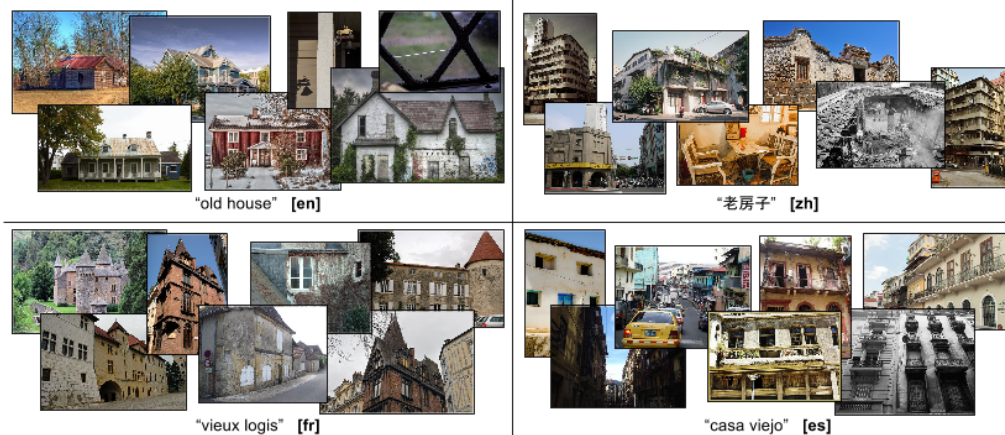 “old house” [en]
“老房子” [zh]
“vieux logis” [fr]
“casa viejo” [es]